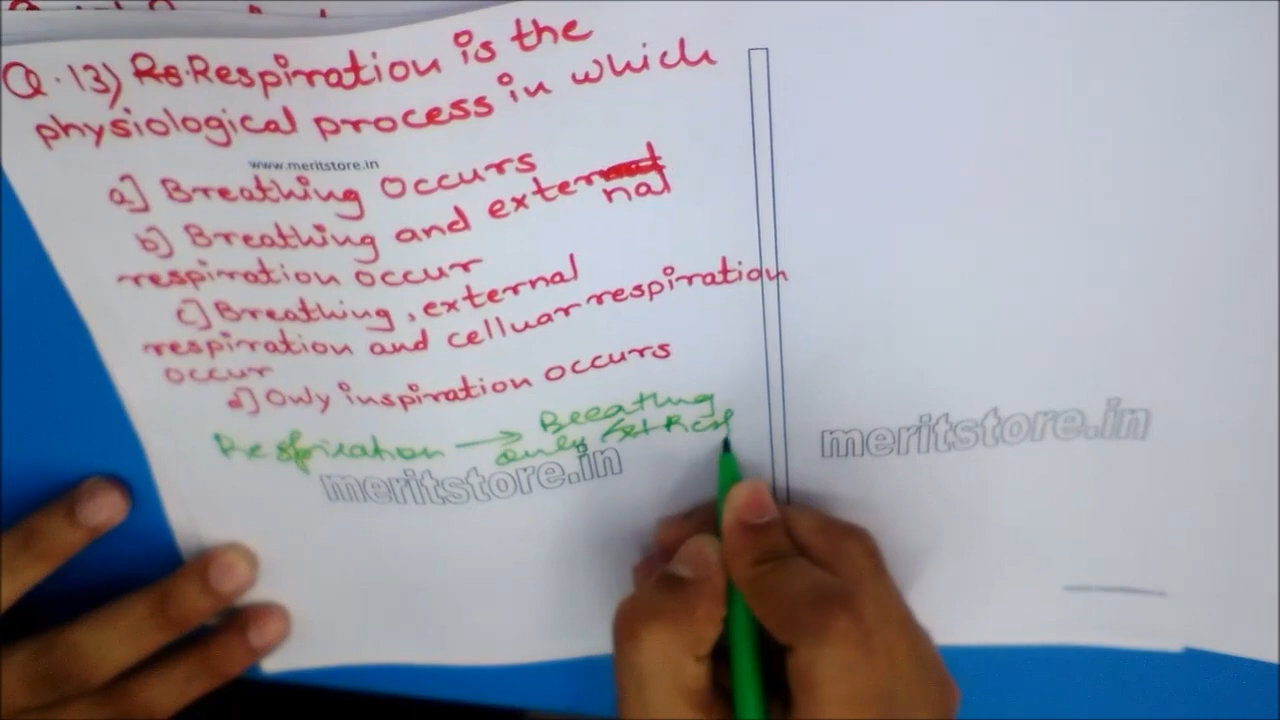 Q.13) Re.Respiration is the
physiological process in which
www.meritstore.in
a] Breathing occurs
b] Breathing and external
respiration occur
c] Breathing, external
respiration and celluar respiration
occur
d] Only inspiration occurs
Respiration → Breathing
only
meritstore.in
meritstore.in